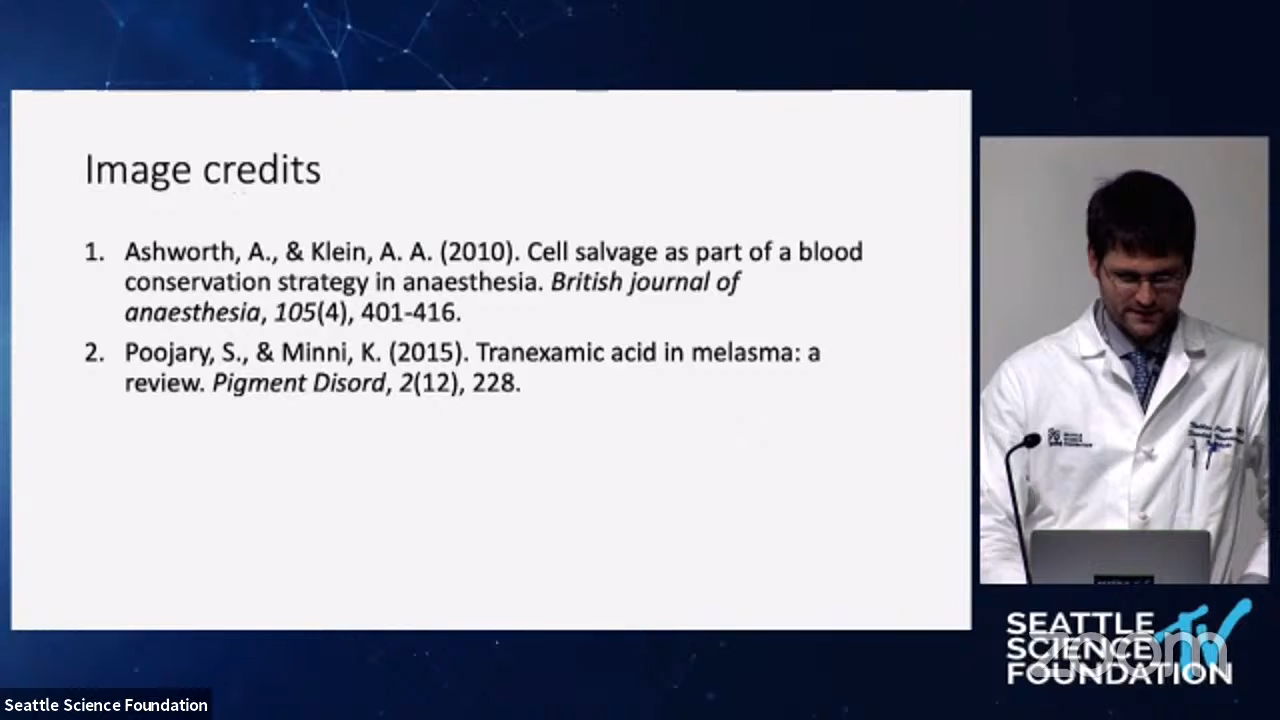 Image credits
1. Ashworth, A., & Klein, A. A. (2010). Cell salvage as part of a blood
conservation strategy in anaesthesia. British journal of
anaesthesia, 105(4), 401-416.
2. Poojary, S., & Minni, K. (2015). Tranexamic acid in melasma: a
review. Pigment Disord, 2(12), 228.
SEATTLE
SCIENCE
FOUNDATION
TV
zoom
Seattle Science Foundation